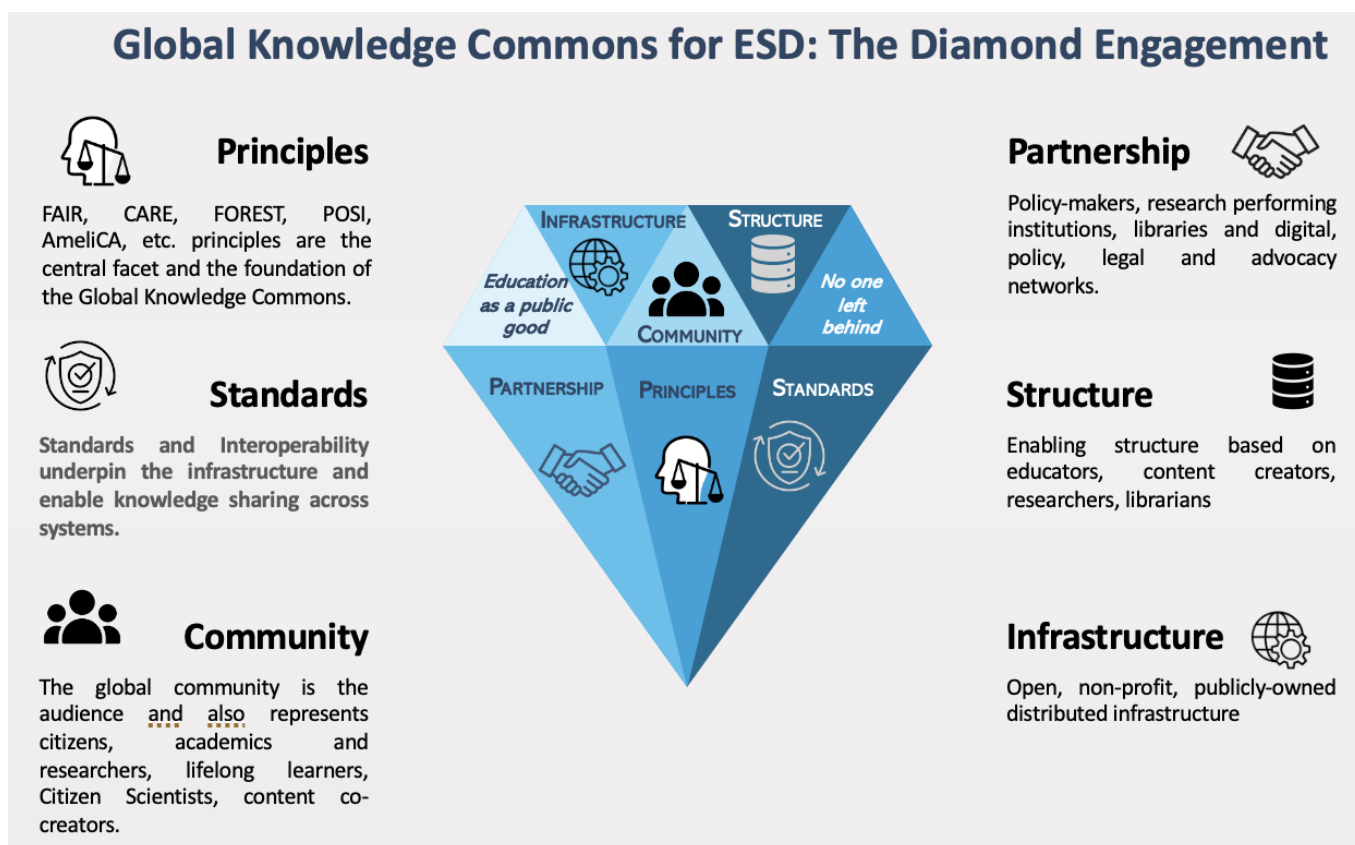 Global Knowledge Commons for ESD: The Diamond Engagement
Principles
FAIR, CARE, FOREST, POSI,
AmeliCA, etc. principles are the
central facet and the foundation of
the Global Knowledge Commons.
Standards
Standards and Interoperability
underpin the infrastructure and
enable knowledge sharing across
systems.
Community
The global community is the
audience and also represents
citizens, academics and
researchers, lifelong learners,
Citizen Scientists, content co-
creators.
INFRASTRUCTURE
STRUCTURE
Education
as a public
good
COMMUNITY
No one
left
behind
PARTNERSHIP
PRINCIPLES
STANDARDS
Partnership
Policy-makers, research performing
institutions, libraries and digital,
policy, legal and advocacy
networks.
Structure
Enabling structure based on
educators, content creators,
researchers, librarians
Infrastructure
Open, non-profit, publicly-owned
distributed infrastructure